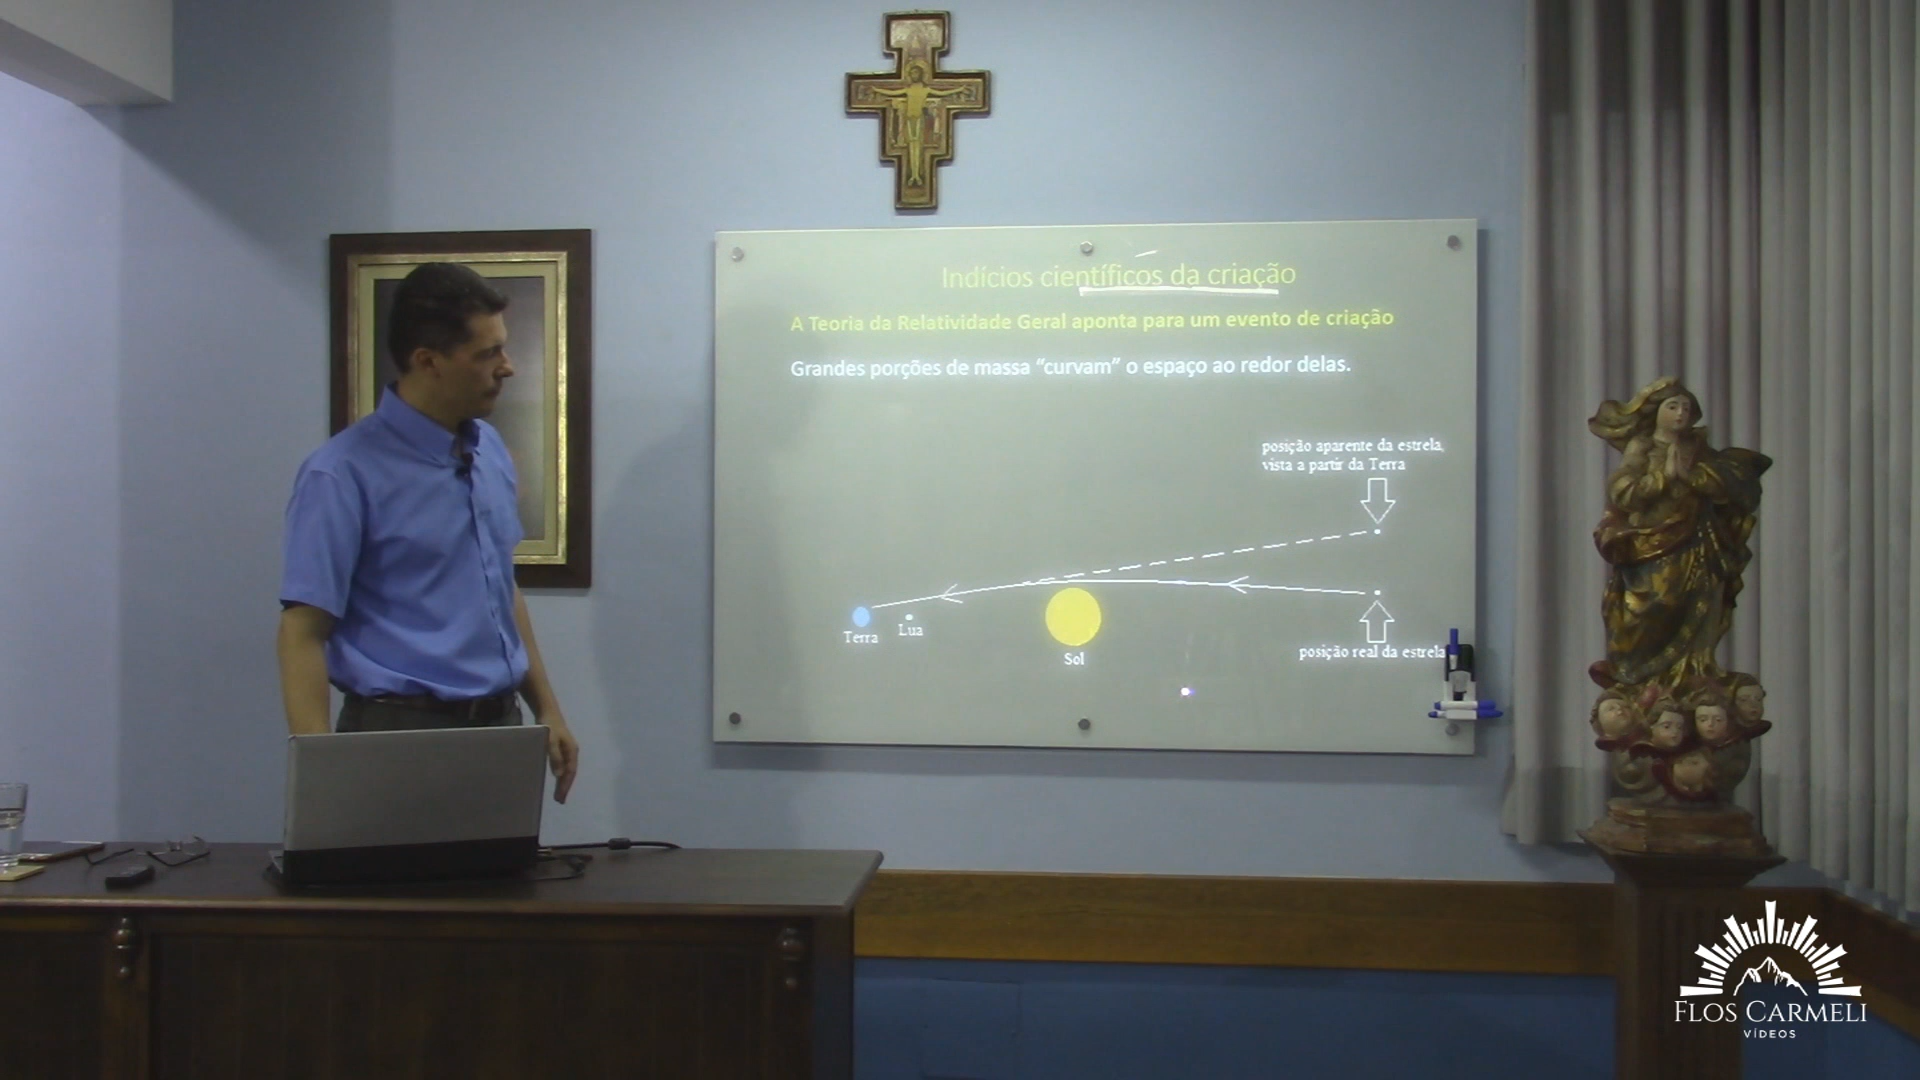 Indícios científicos da criação
A Teoria da Relatividade Geral aponta para um evento de criação
Grandes porções de massa “curvam” o espaço ao redor delas.
posição aparente da estrela,
vista a partir da Terra
Terra
Lua
Sol
posição real da estrela
FLOS CARMELI
VÍDEOS